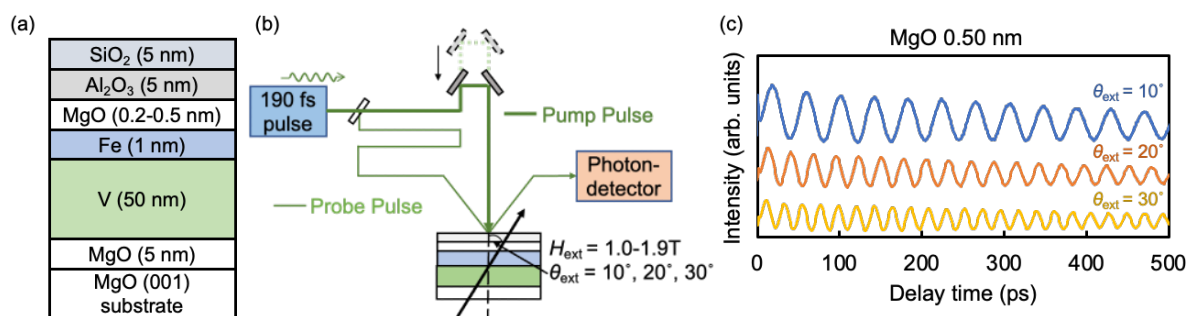 (a)
SiO₂ (5 nm)
Al₂O₃ (5 nm)
MgO (0.2-0.5 nm)
Fe (1 nm)
V (50 nm)
MgO (5 nm)
MgO (001)
substrate
(b)
190 fs
pulse
Pump Pulse
Photon-
detector
Probe Pulse
Hext = 1.0-1.9T
θext = 10˚, 20˚, 30˚
(c)
MgO 0.50 nm
Intensity (arb. units)
θext = 10˚
θext = 20˚
θext = 30˚
0 100 200 300 400 500
Delay time (ps)